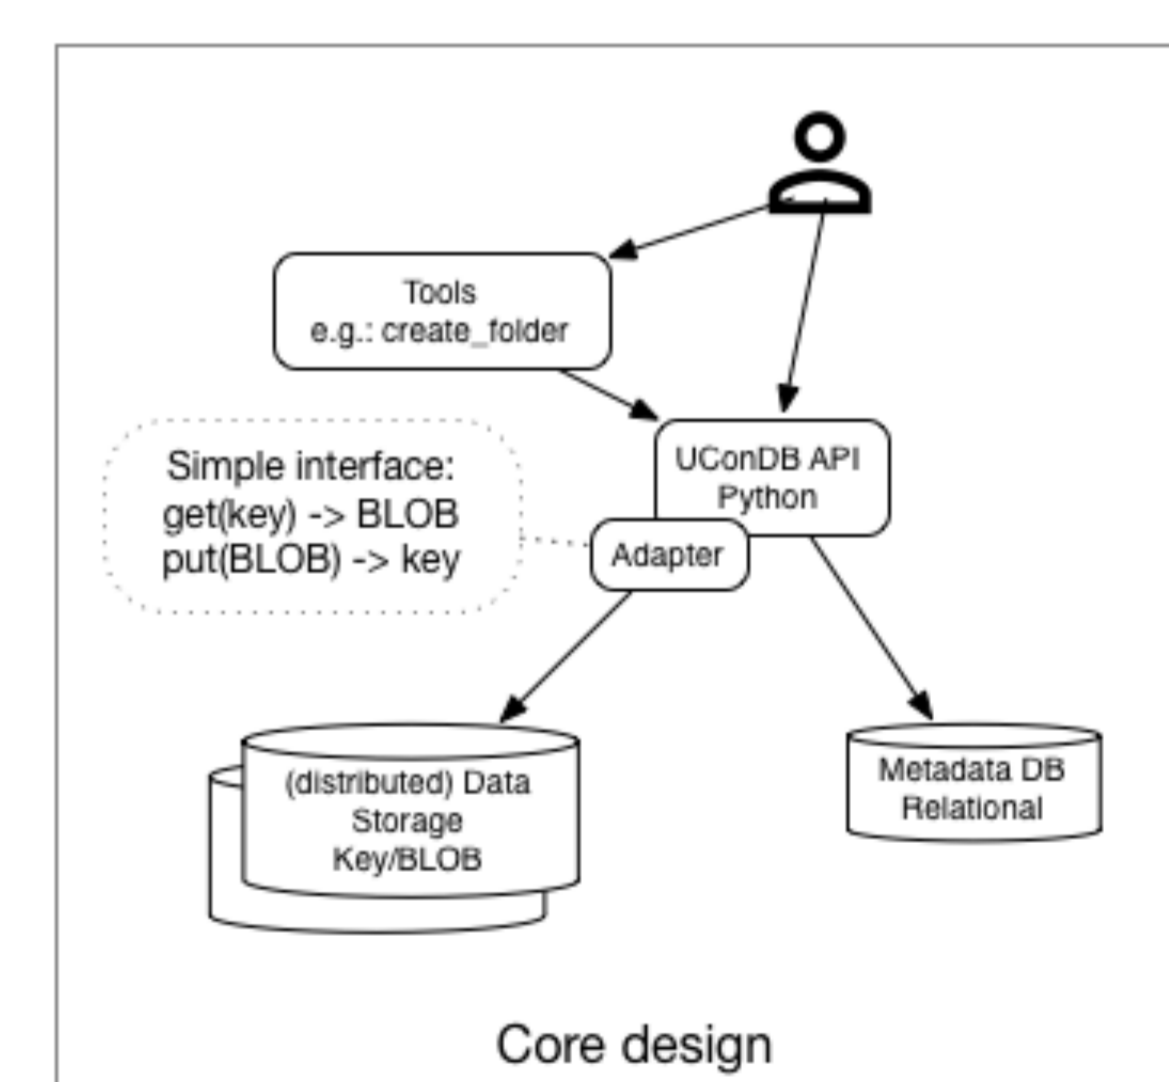 Tools
e.g.: create_folder
Simple interface:
get(key) -> BLOB
put(BLOB) -> key
UConDB API
Python
Adapter
(distributed) Data
Storage
Key/BLOB
Metadata DB
Relational
Core design